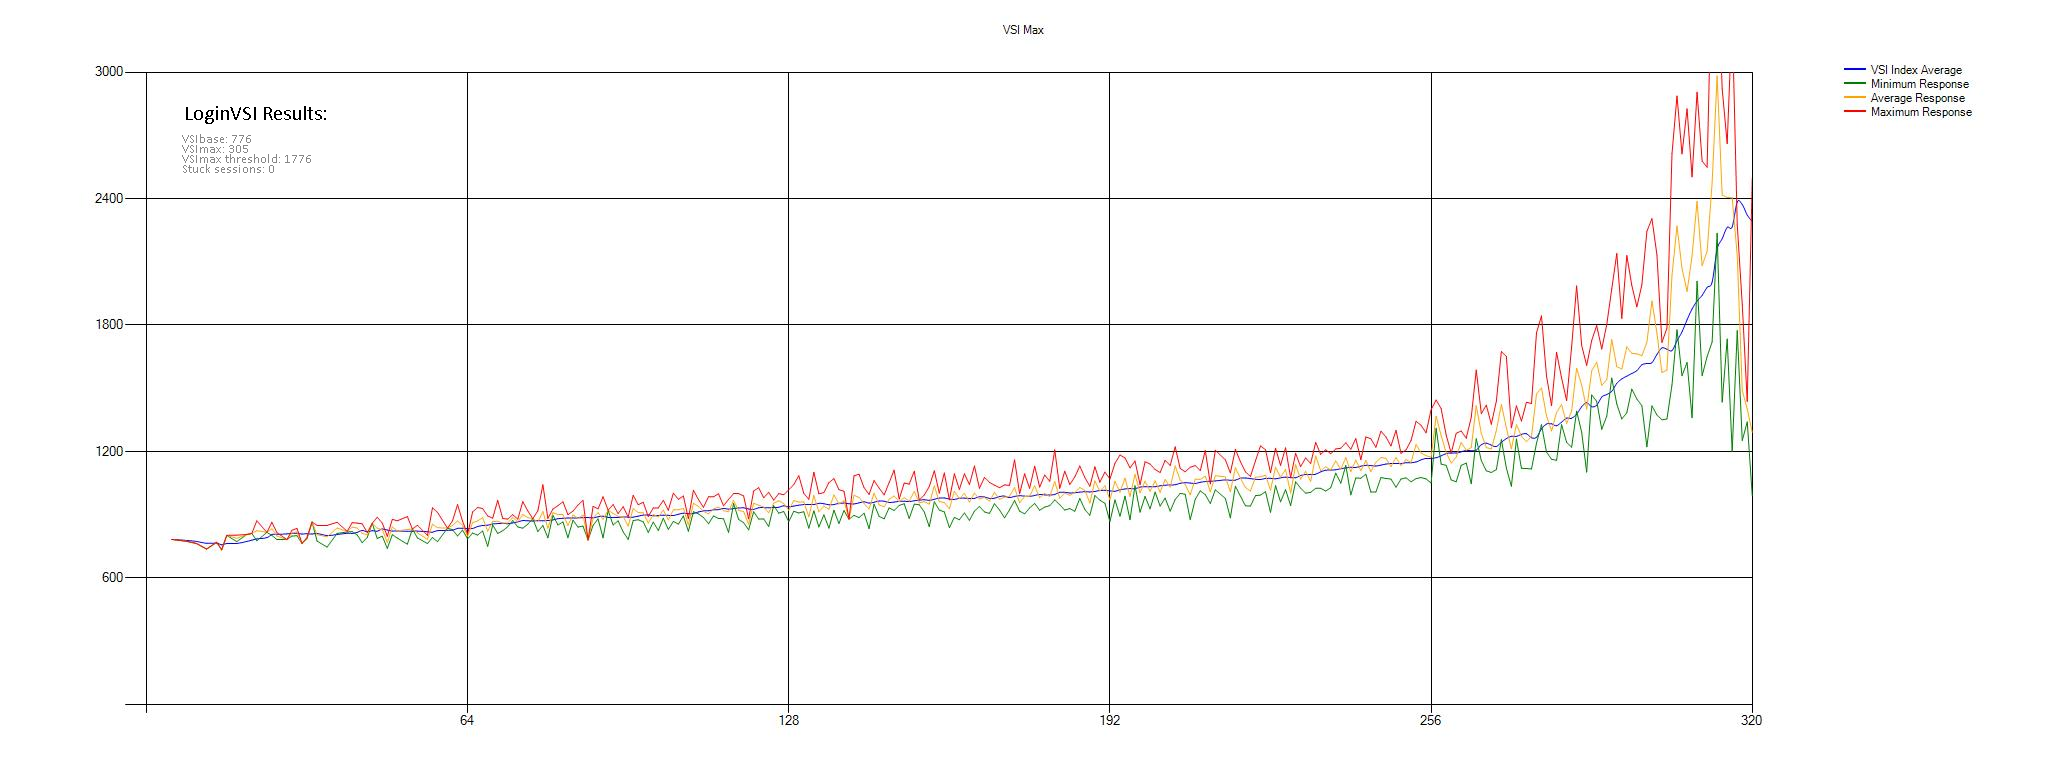 VSI Max
3000
2400
1800
1200
600
LoginVSI Results:
VSIbase: 776
VSImax: 305
VSImax threshold: 1776
Stuck sessions: 0
VSI Index Average
Minimum Response
Average Response
Maximum Response
64
128
192
256
320